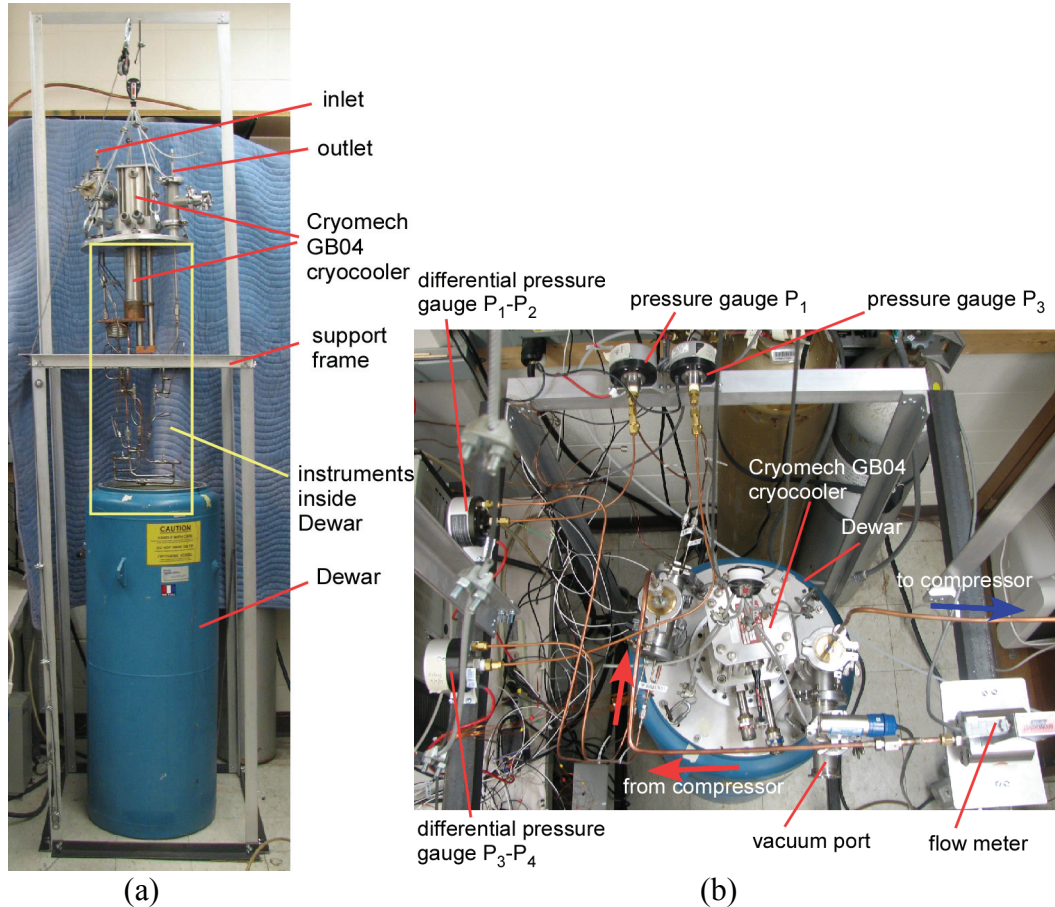 inlet
outlet
Cryomech
GB04
cryocooler
support
frame
instruments
inside
Dewar
CAUTION
Dewar
(a)
differential pressure
gauge P₁-P₂
pressure gauge P₁
pressure gauge P₃
Cryomech GB04
cryocooler
Dewar
to compressor
from compressor
differential pressure
gauge P₃-P₄
vacuum port
flow meter
(b)